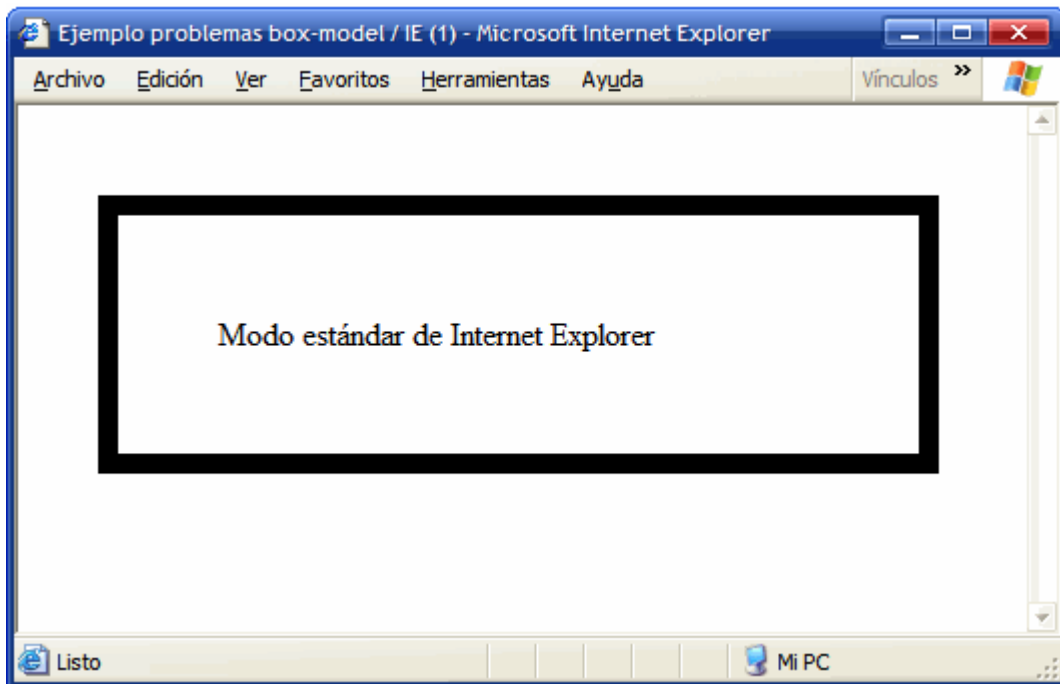 Ejemplo problemas box-model / IE (1) - Microsoft Internet Explorer
Archivo Edición Ver Favoritos Herramientas Ayuda Vínculos »
Modo estándar de Internet Explorer
Listo Mi PC